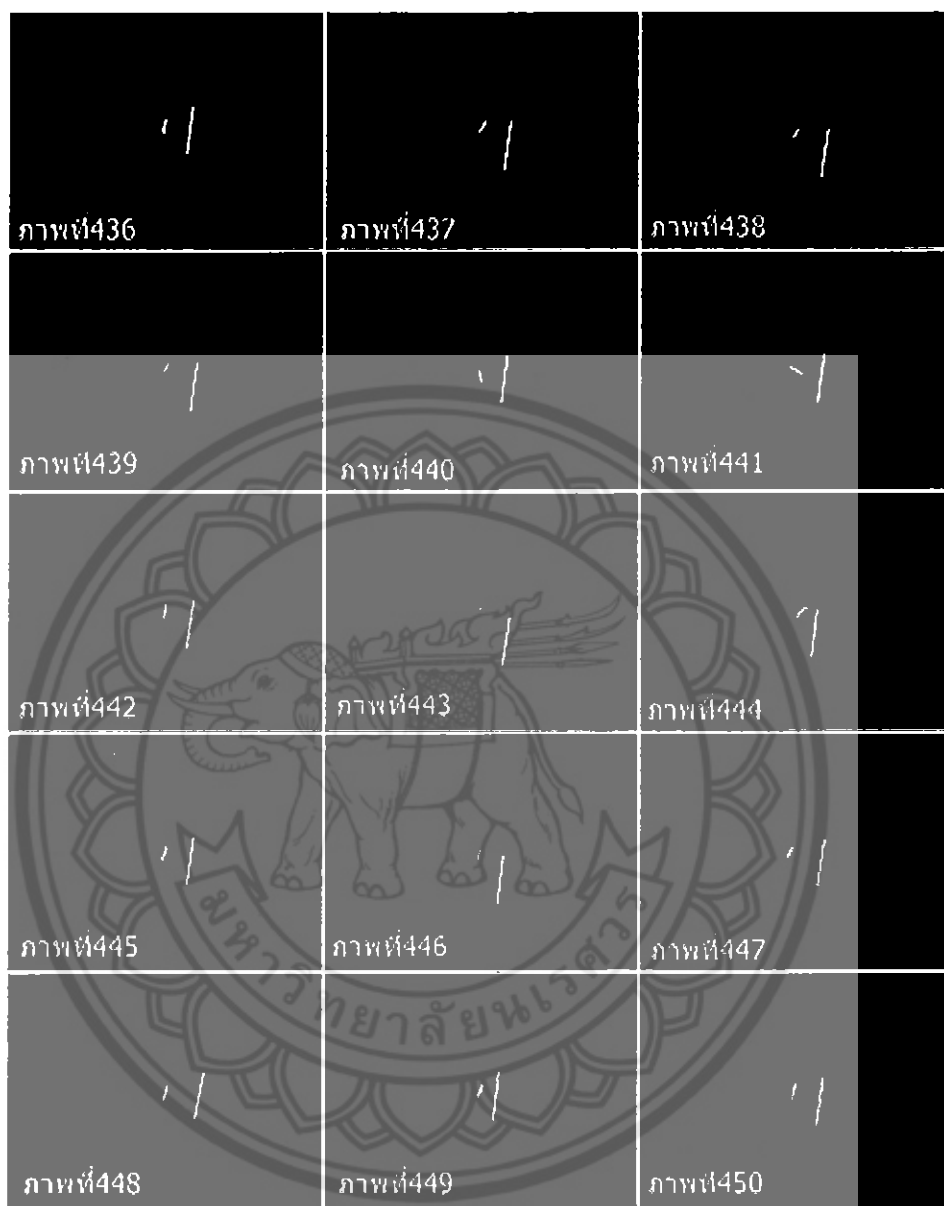 ภาพที่436 ภาพที่437 ภาพที่438
ภาพที่439 ภาพที่440 ภาพที่441
ภาพที่442 ภาพที่443 ภาพที่444
ภาพที่445 ภาพที่446 ภาพที่447
มหาวิทยาลัยนเรศวร
ภาพที่448 ภาพที่449 ภาพที่450